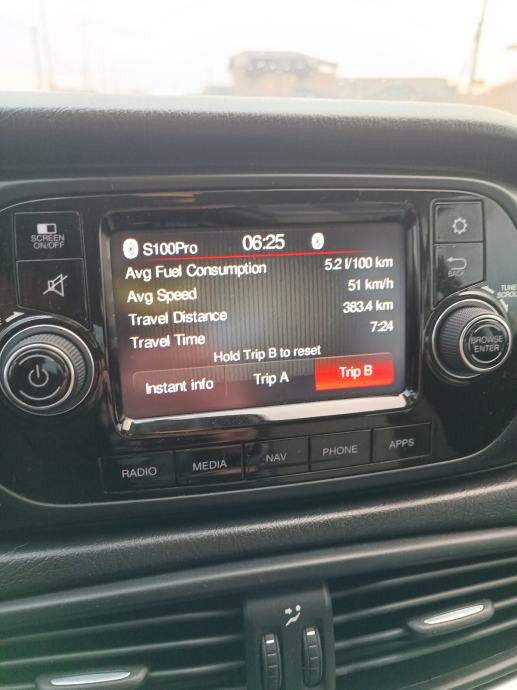 SCREEN
ON/OFF
S100Pro 06:25
Avg Fuel Consumption 5.2 l/100 km
Avg Speed 51 km/h
Travel Distance 383.4 km
Travel Time 7:24
Hold Trip B to reset
Instant info Trip A Trip B
BACK
TUNE
SCROLL
BROWSE
ENTER
RADIO MEDIA NAV PHONE APPS